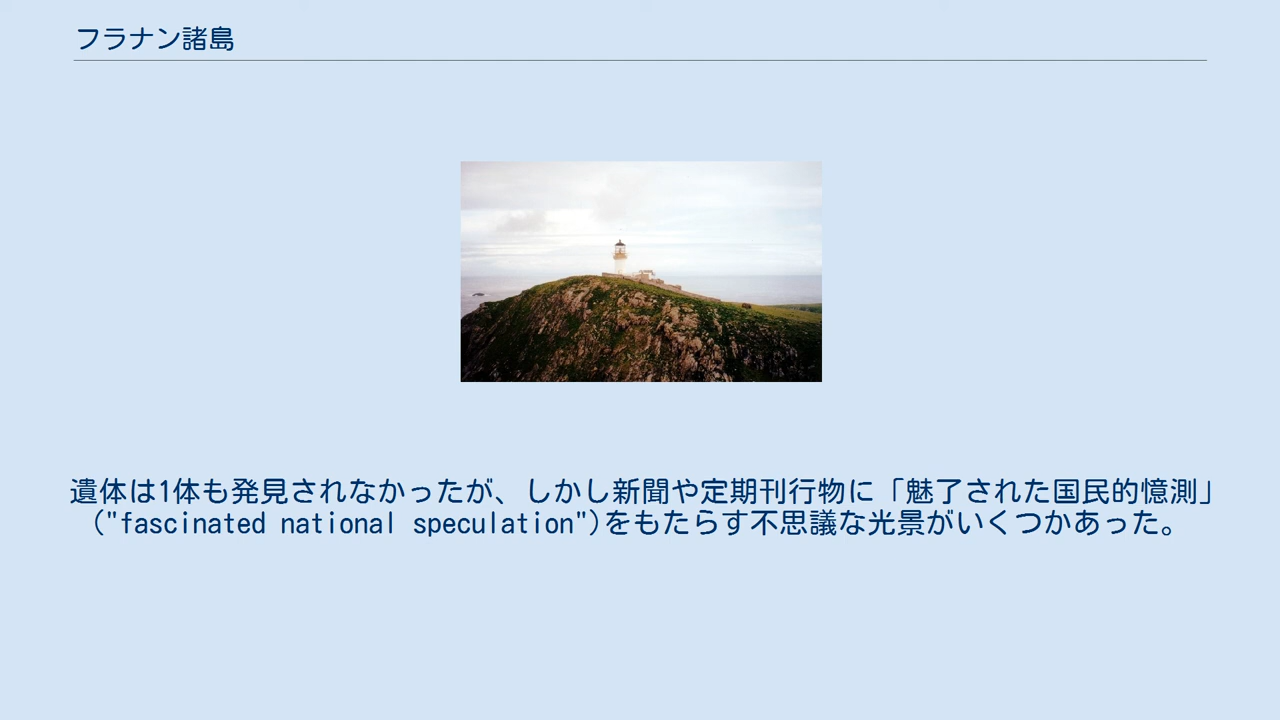 フラナン諸島
遺体は1体も発見されなかったが、しかし新聞や定期刊行物に「魅了された国民的憶測」
("fascinated national speculation")をもたらす不思議な光景がいくつかあった。